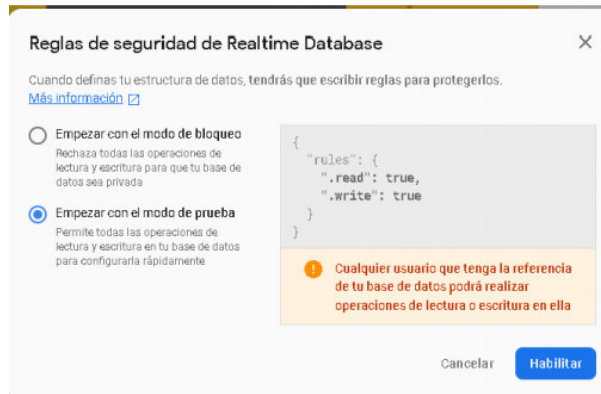 Reglas de seguridad de Realtime Database
Cuando definas tu estructura de datos, tendrás que escribir reglas para protegerlos.
Más información
Empezar con el modo de bloqueo
Rechaza todas las operaciones de
lectura y escritura para que tu base de
datos sea privada
Empezar con el modo de prueba
Permite todas las operaciones de
lectura y escritura en tu base de datos
para configurarla rápidamente
{
"rules": {
".read": true,
".write": true
}
}
Cualquier usuario que tenga la referencia
de tu base de datos podrá realizar
operaciones de lectura o escritura en ella
Cancelar
Habilitar